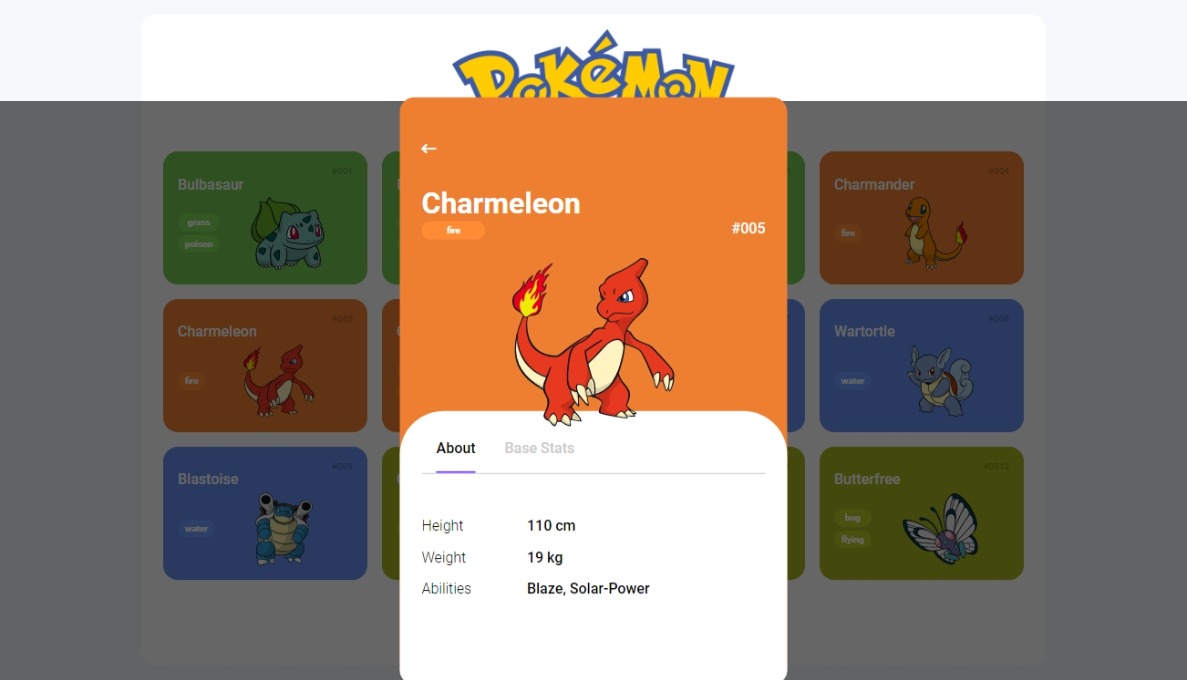 POKéMON
Bulbasaur
#001
grass
poison
Charmander
#004
fire
Charmeleon
fire
#005
Charmeleon
#005
fire
Wartortle
#008
water
About
Base Stats
Blastoise
#009
water
Butterfree
#0012
bug
flying
Height
110 cm
Weight
19 kg
Abilities
Blaze, Solar-Power